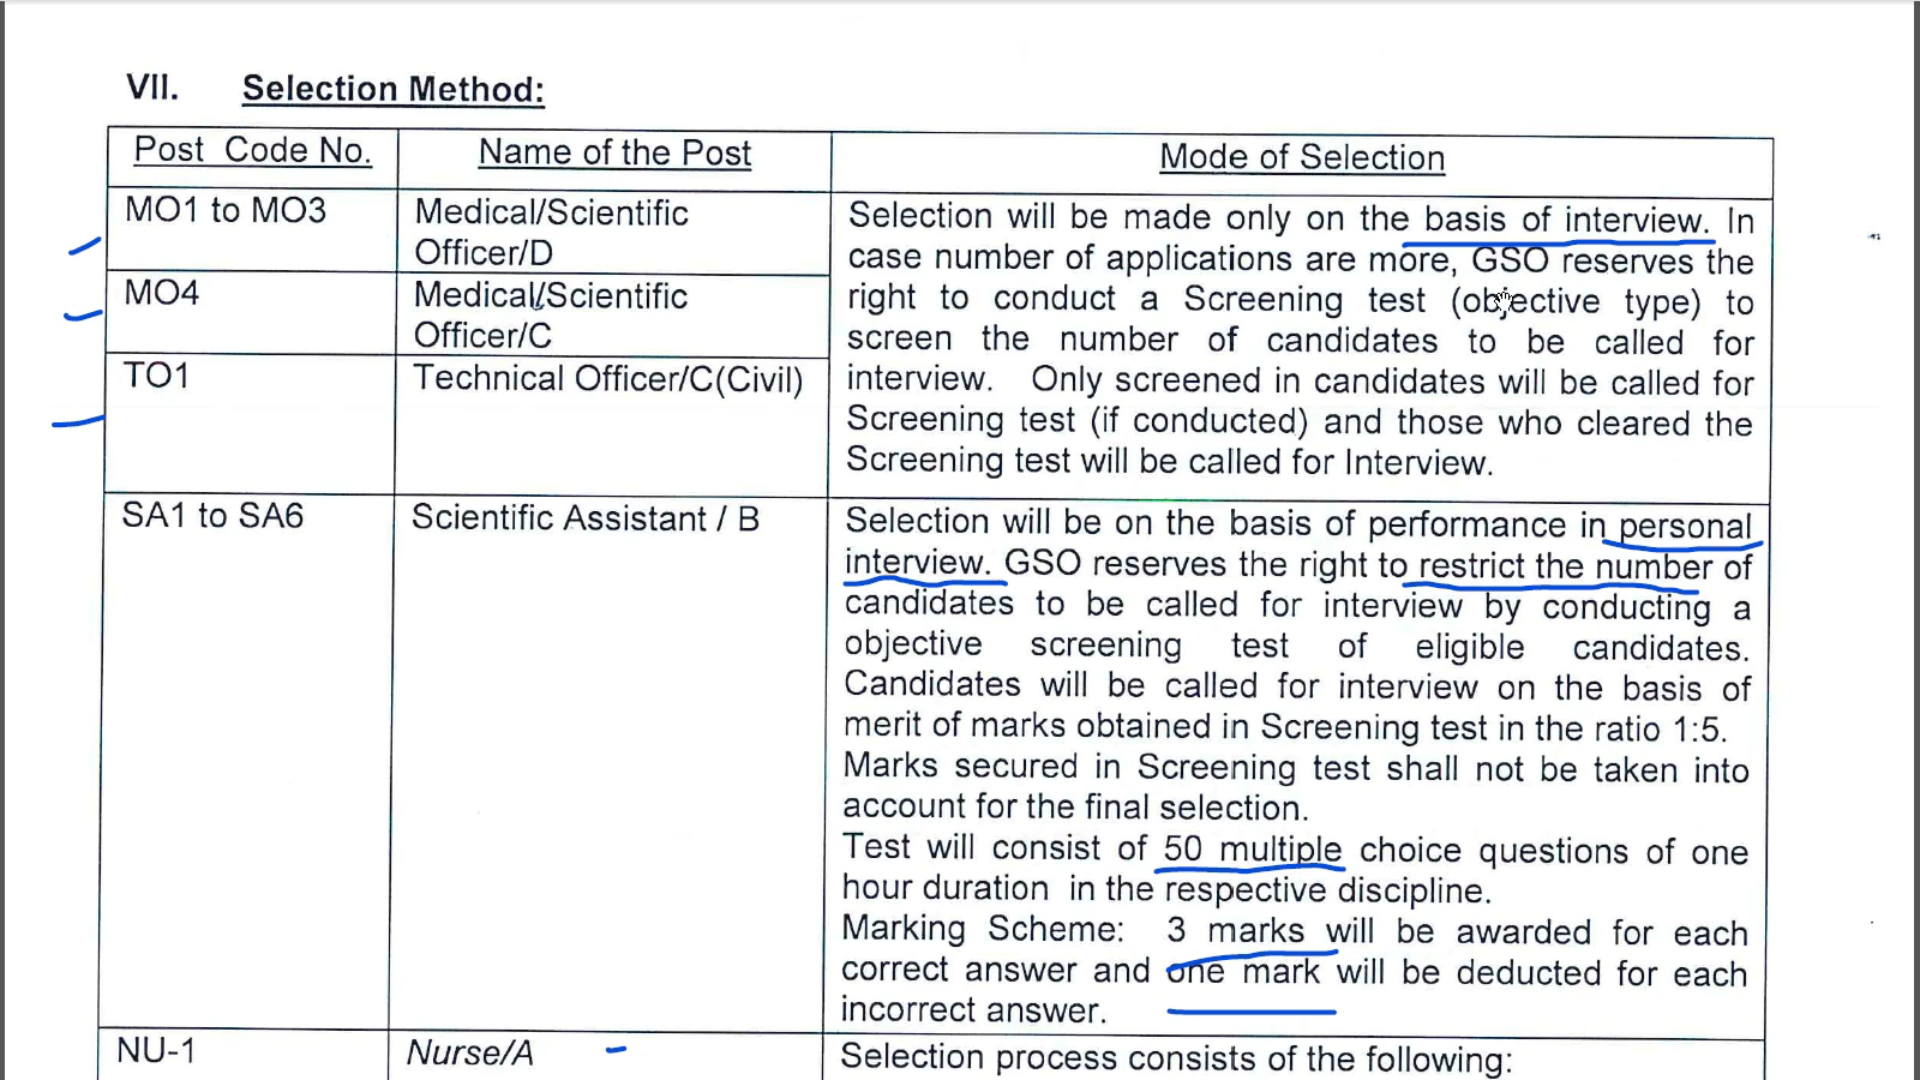 VII. Selection Method:
Post Code No. Name of the Post Mode of Selection
MO1 to MO3 Medical/Scientific
Officer/D
MO4 Medical/Scientific
Officer/C
TO1 Technical Officer/C(Civil)
Selection will be made only on the basis of interview. In
case number of applications are more, GSO reserves the
right to conduct a Screening test (objective type) to
screen the number of candidates to be called for
interview. Only screened in candidates will be called for
Screening test (if conducted) and those who cleared the
Screening test will be called for Interview.
SA1 to SA6 Scientific Assistant / B
Selection will be on the basis of performance in personal
interview. GSO reserves the right to restrict the number of
candidates to be called for interview by conducting a
objective screening test of eligible candidates.
Candidates will be called for interview on the basis of
merit of marks obtained in Screening test in the ratio 1:5.
Marks secured in Screening test shall not be taken into
account for the final selection.
Test will consist of 50 multiple choice questions of one
hour duration in the respective discipline.
Marking Scheme: 3 marks will be awarded for each
correct answer and one mark will be deducted for each
incorrect answer.
NU-1 Nurse/A Selection process consists of the following: